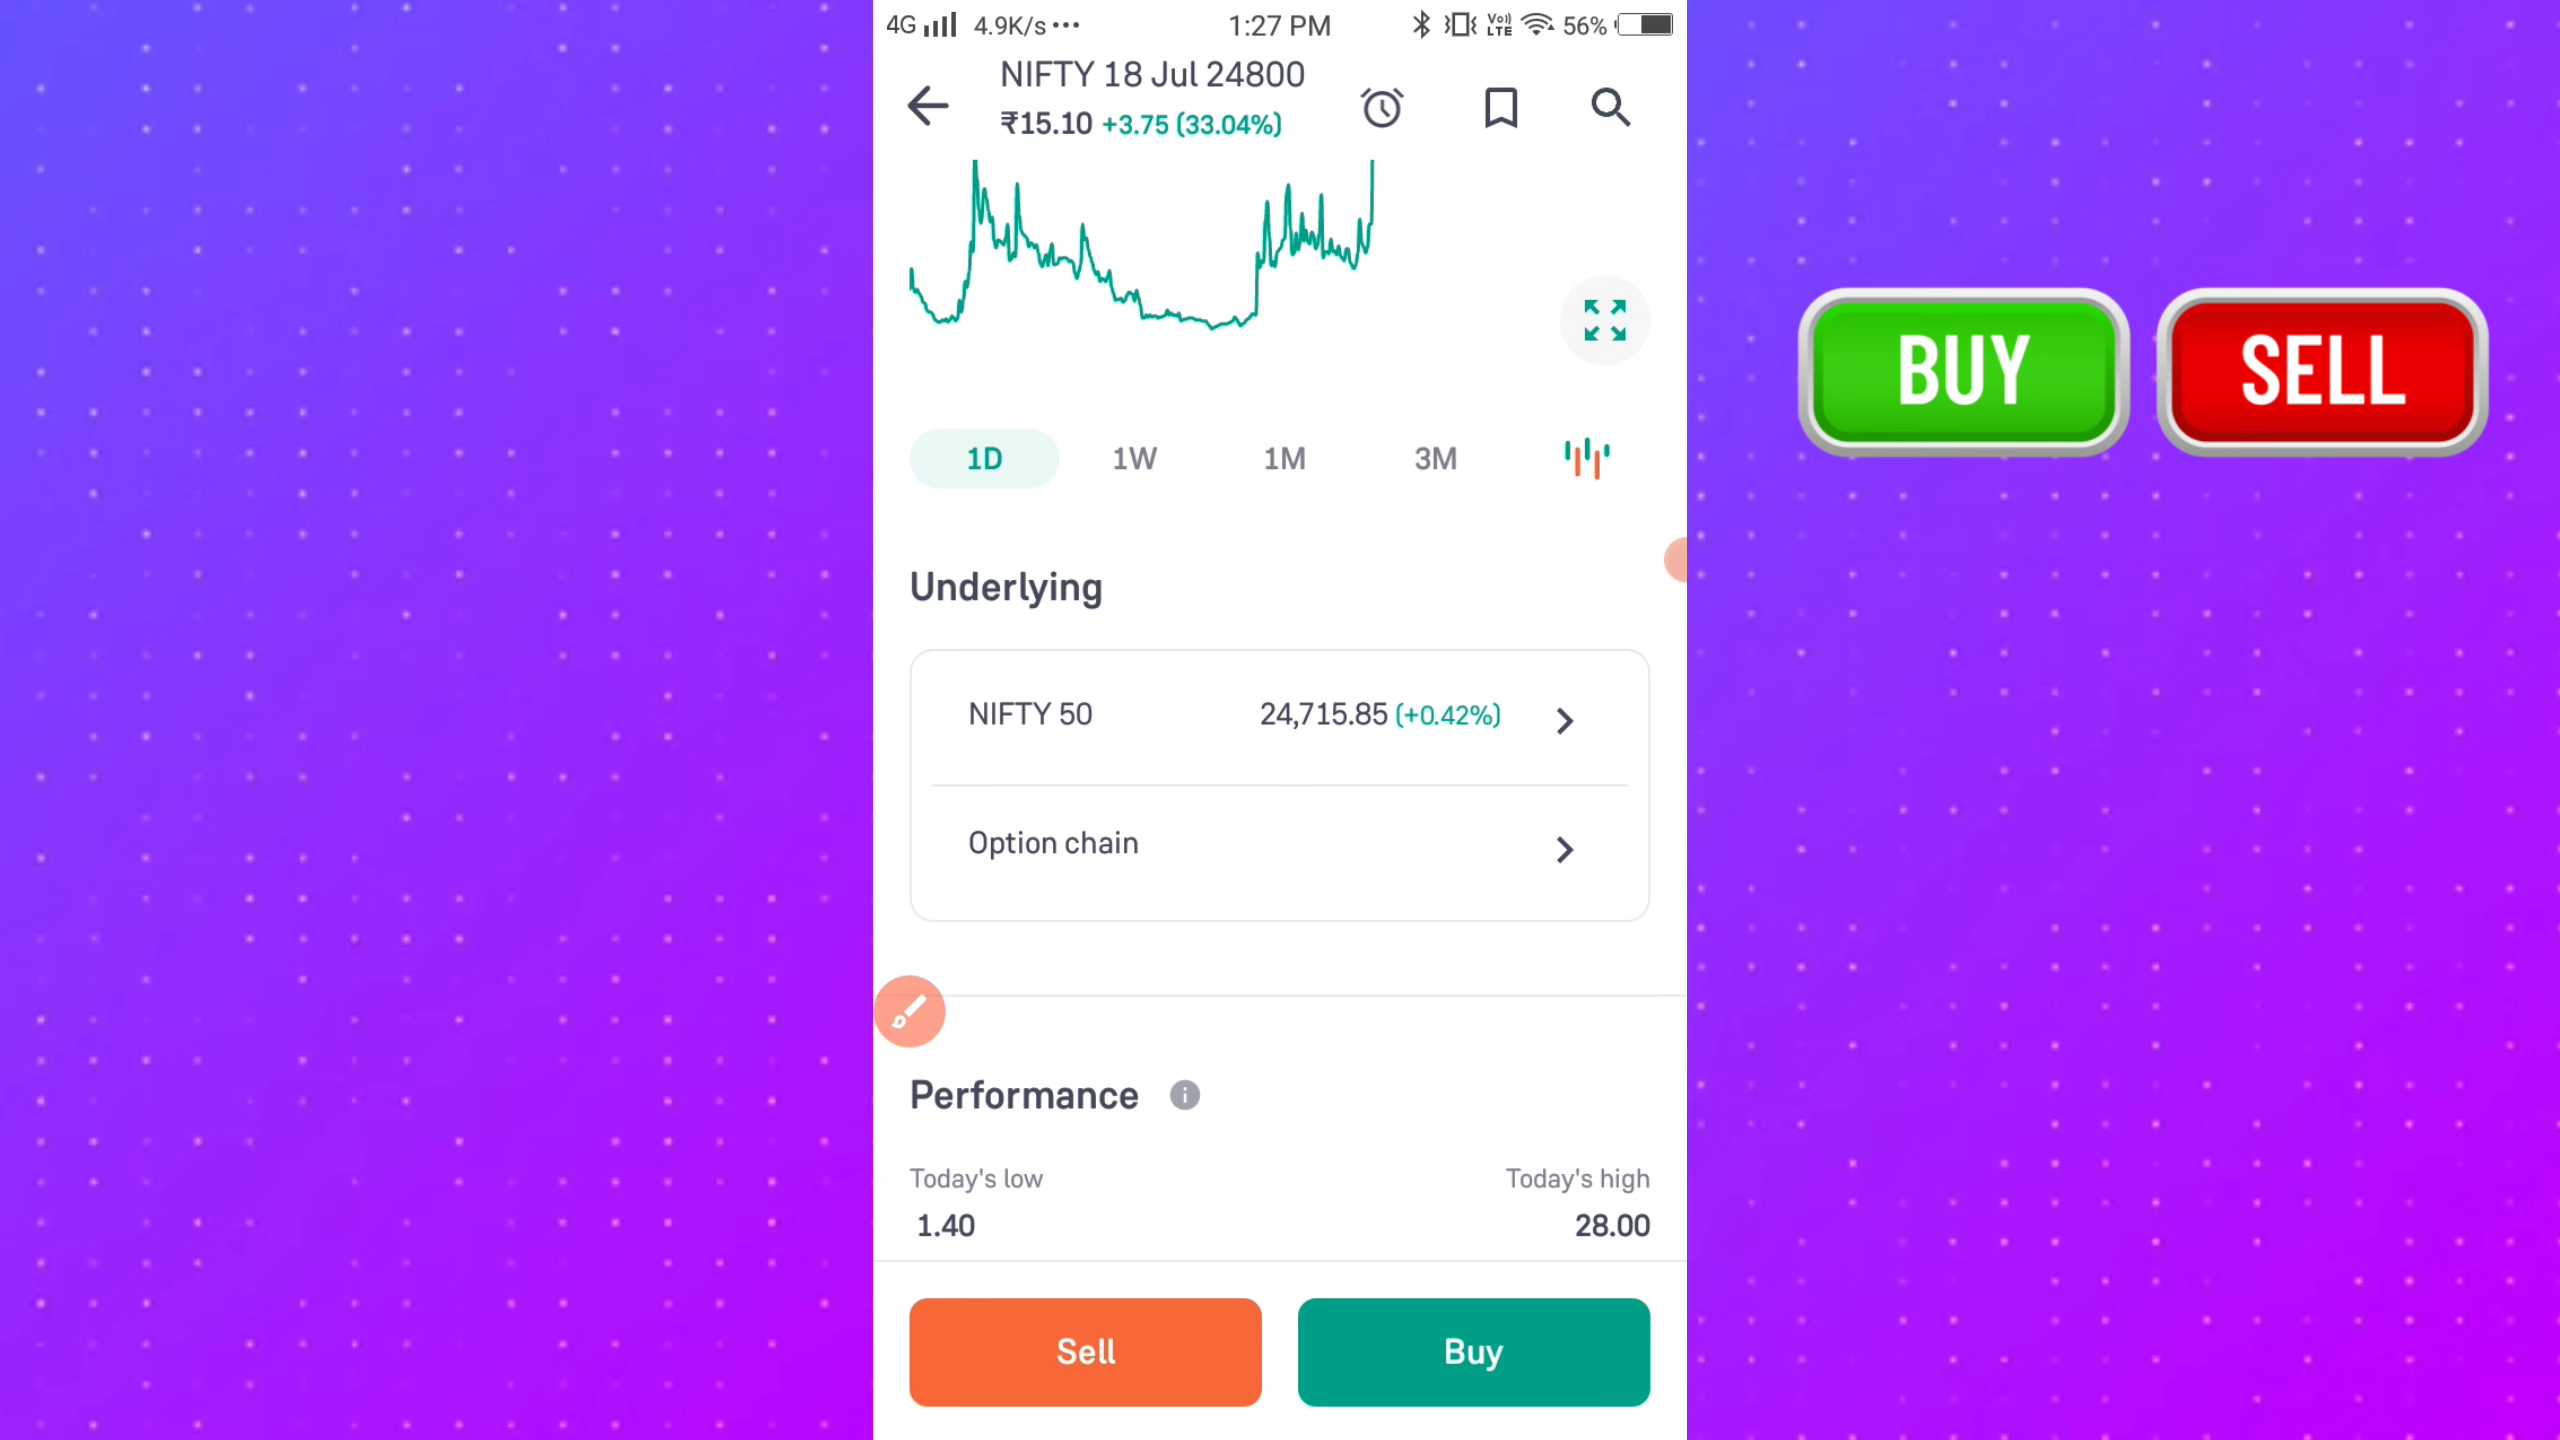 4G 4.9K/s 1:27 PM Vo)) LTE 56%
NIFTY 18 Jul 24800
₹15.10 +3.75 (33.04%)
1D 1W 1M 3M
Underlying
NIFTY 50 24,715.85 (+0.42%)
Option chain
Performance
Today's low Today's high
1.40 28.00
Sell Buy
BUY SELL